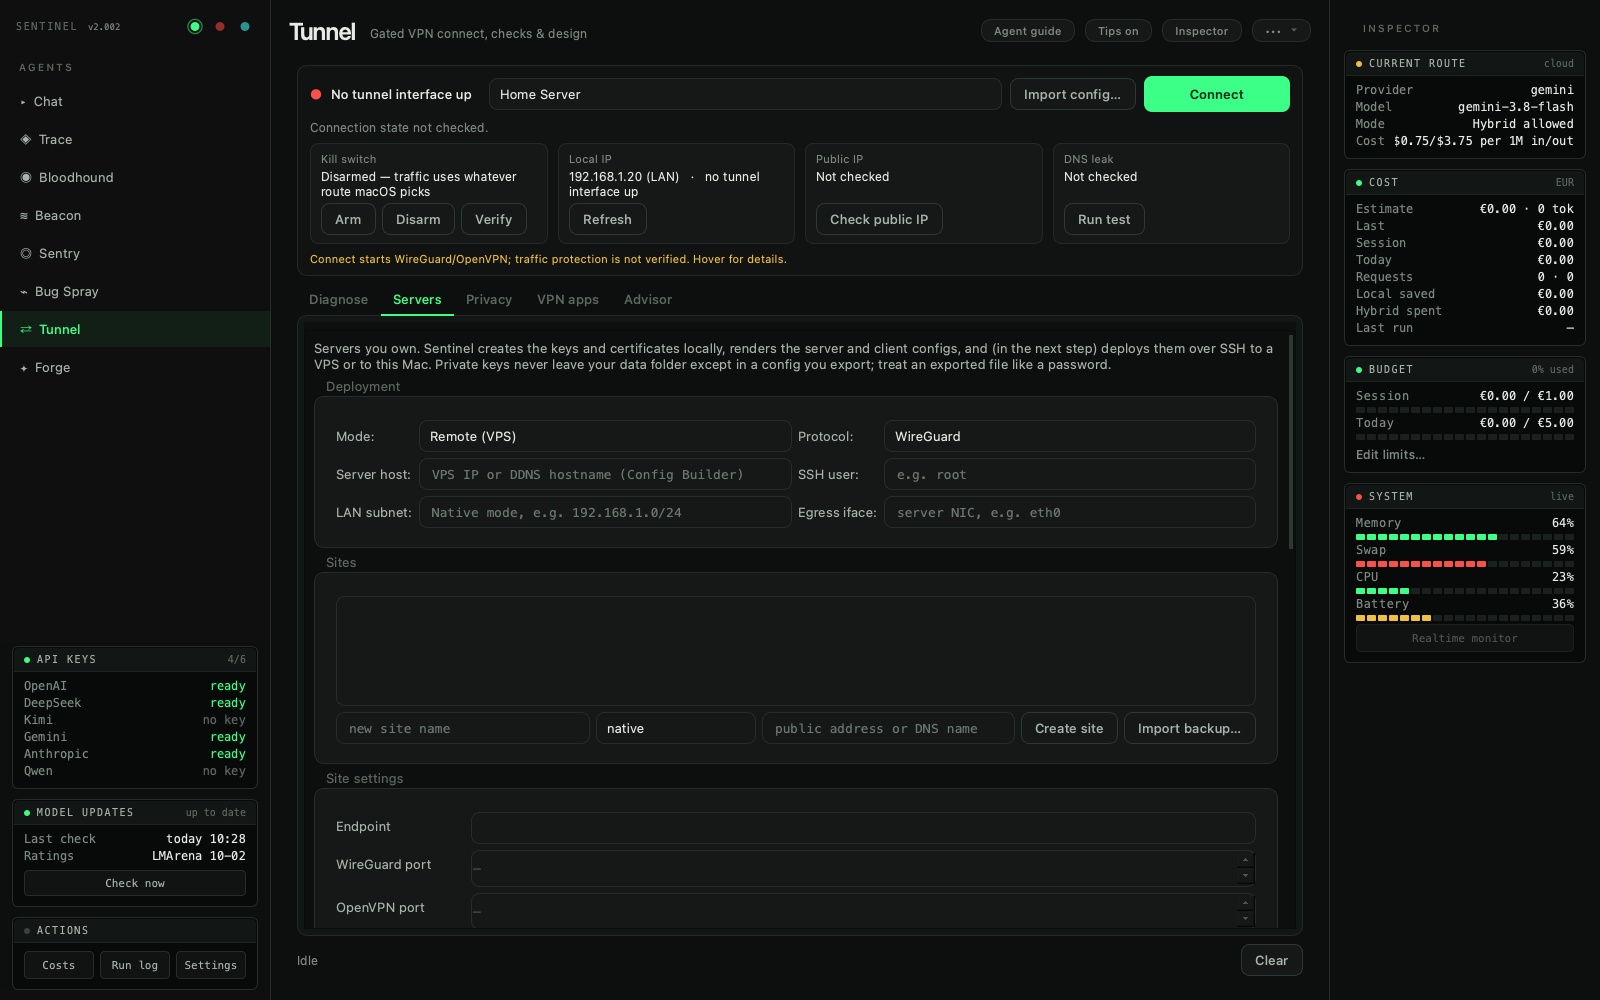 SENTINEL v2.002
AGENTS
Chat
Trace
Bloodhound
Beacon
Sentry
Bug Spray
Tunnel
Forge
API KEYS 4/6
OpenAI ready
DeepSeek ready
Kimi no key
Gemini ready
Anthropic ready
Qwen no key
MODEL UPDATES up to date
Last check today 10:28
Ratings LMArena 10-02
Check now
ACTIONS
Costs Run log Settings
Tunnel Gated VPN connect, checks & design
Agent guide Tips on Inspector ...
No tunnel interface up Home Server Import config... Connect
Connection state not checked.
Kill switch
Disarmed — traffic uses whatever
route macOS picks
Arm Disarm Verify
Local IP
192.168.1.20 (LAN) · no tunnel
interface up
Refresh
Public IP
Not checked
Check public IP
DNS leak
Not checked
Run test
Connect starts WireGuard/OpenVPN; traffic protection is not verified. Hover for details.
Diagnose Servers Privacy VPN apps Advisor
Servers you own. Sentinel creates the keys and certificates locally, renders the server and client configs, and (in the next step) deploys them over SSH to a
VPS or to this Mac. Private keys never leave your data folder except in a config you export; treat an exported file like a password.
Deployment
Mode: Remote (VPS) Protocol: WireGuard
Server host: VPS IP or DDNS hostname (Config Builder) SSH user: e.g. root
LAN subnet: Native mode, e.g. 192.168.1.0/24 Egress iface: server NIC, e.g. eth0
Sites
new site name native public address or DNS name Create site Import backup...
Site settings
Endpoint
WireGuard port —
OpenVPN port —
Idle Clear
INSPECTOR
CURRENT ROUTE cloud
Provider gemini
Model gemini-3.8-flash
Mode Hybrid allowed
Cost $0.75/$3.75 per 1M in/out
COST EUR
Estimate €0.00 · 0 tok
Last €0.00
Session €0.00
Today €0.00
Requests 0 · 0
Local saved €0.00
Hybrid spent €0.00
Last run —
BUDGET 0% used
Session €0.00 / €1.00
Today €0.00 / €5.00
Edit limits...
SYSTEM live
Memory 64%
Swap 59%
CPU 23%
Battery 36%
Realtime monitor